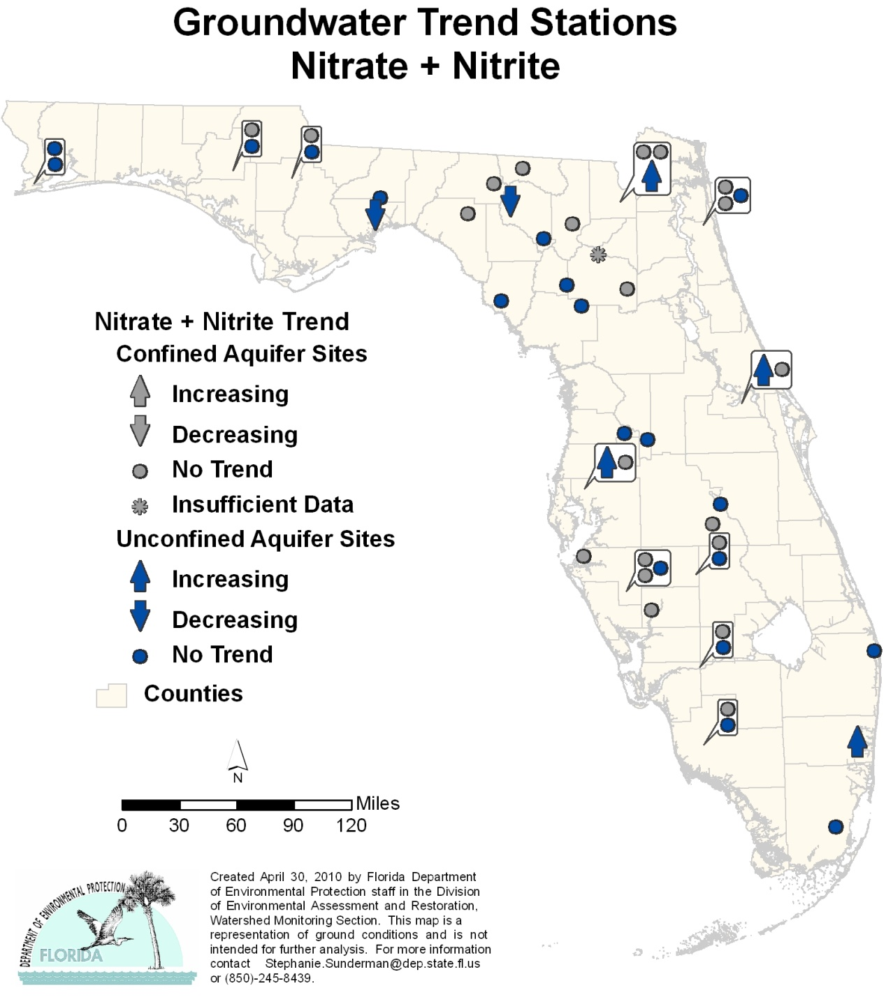 Groundwater Trend Stations
Nitrate + Nitrite
Nitrate + Nitrite Trend
Confined Aquifer Sites
Increasing
Decreasing
No Trend
Insufficient Data
Unconfined Aquifer Sites
Increasing
Decreasing
No Trend
Counties
N
Miles
0 30 60 90 120
DEPARTMENT OF ENVIRONMENTAL PROTECTION
FLORIDA
Created April 30, 2010 by Florida Department
of Environmental Protection staff in the Division
of Environmental Assessment and Restoration,
Watershed Monitoring Section. This map is a
representation of ground conditions and is not
intended for further analysis. For more information
contact Stephanie.Sunderman@dep.state.fl.us
or (850)-245-8439.